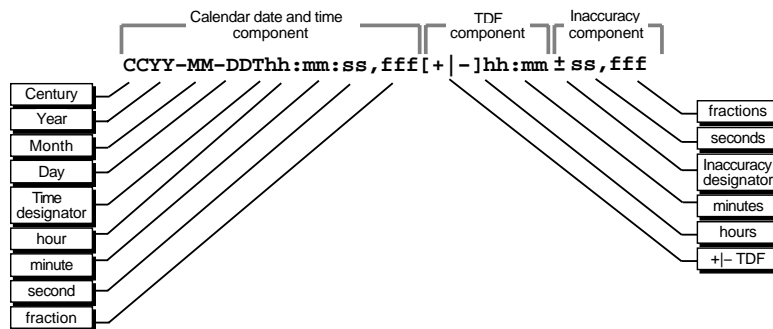 Calendar date and time
component
TDF
component
Inaccuracy
component
CCYY-MM-DDThh:mm:ss,fff[+|-]hh:mm±ss,fff
Century
Year
Month
Day
Time
designator
hour
minute
second
fraction
fractions
seconds
Inaccuracy
designator
minutes
hours
+|– TDF